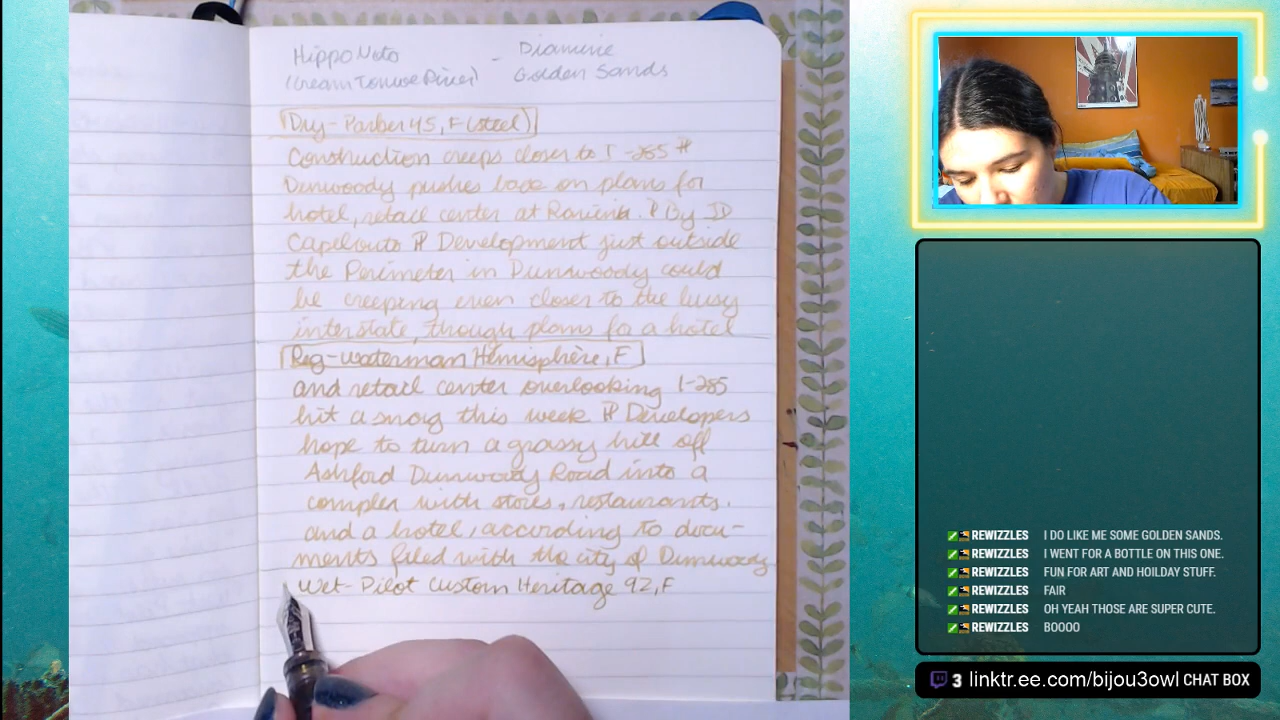 Hippo Noto - Diamine
(Cream Tomoe River) Golden Sands
Dry - Parker 45, F (steel)
Construction creeps closer to I-285 ¶
Dunwoody pushes back on plans for
hotel, retail center at Ravinia. ¶ By JD
Capelouto ¶ Development just outside
the Perimeter in Dunwoody could
be creeping even closer to the busy
interstate, though plans for a hotel
Reg - Waterman Hémisphère, F
and retail center overlooking I-285
hit a snag this week ¶ Developers
hope to turn a grassy hill off
Ashford Dunwoody Road into a
complex with stores, restaurants,
and a hotel, according to docu-
ments filed with the city of Dunwoody
Wet - Pilot Custom Heritage 92, F
REWIZZLES I DO LIKE ME SOME GOLDEN SANDS.
REWIZZLES I WENT FOR A BOTTLE ON THIS ONE.
REWIZZLES FUN FOR ART AND HOILDAY STUFF.
REWIZZLES FAIR
REWIZZLES OH YEAH THOSE ARE SUPER CUTE.
REWIZZLES BOOOO
3 linktr.ee.com/bijou3owl CHAT BOX